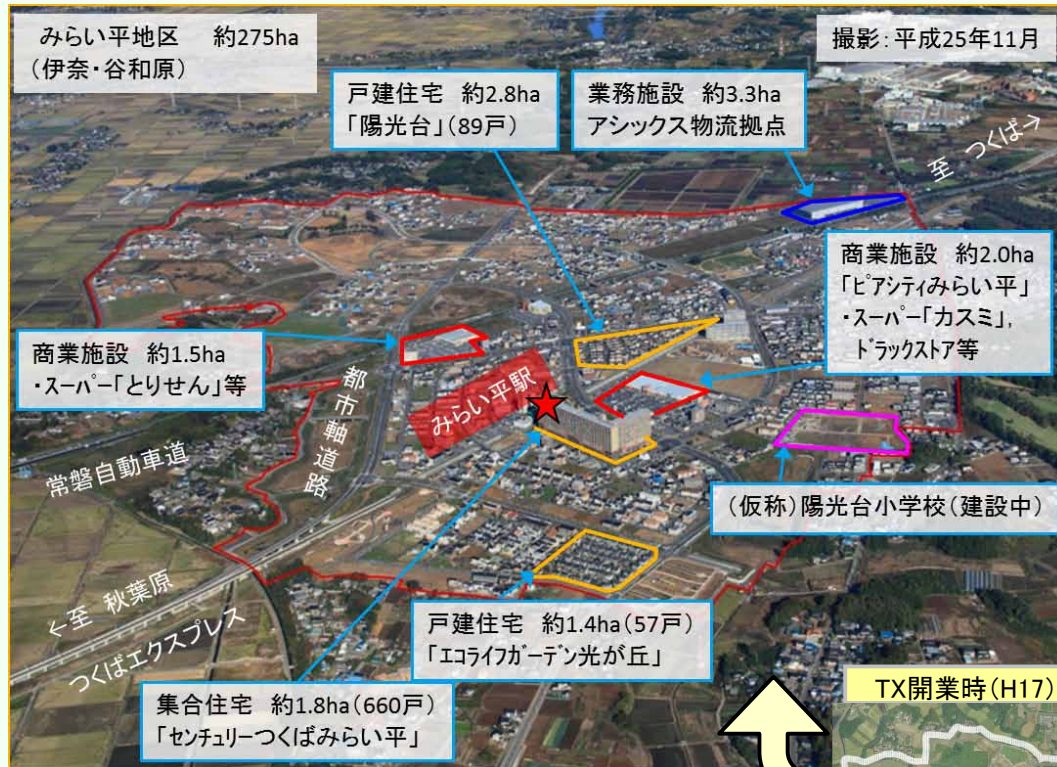 みらい平地区　約275ha
(伊奈・谷和原)
撮影：平成25年11月
戸建住宅　約2.8ha
「陽光台」(89戸)
業務施設　約3.3ha
アシックス物流拠点
至 つくば→
商業施設　約2.0ha
「ピアシティみらい平」
・スーパー「カスミ」,
ドラックストア等
商業施設　約1.5ha
・スーパー「とりせん」等
都市軸道路
みらい平駅
常磐自動車道
(仮称)陽光台小学校(建設中)
←至 秋葉原
つくばエクスプレス
戸建住宅　約1.4ha(57戸)
「エコライフガーデン光が丘」
集合住宅　約1.8ha(660戸)
「センチュリーつくばみらい平」
TX開業時(H17)